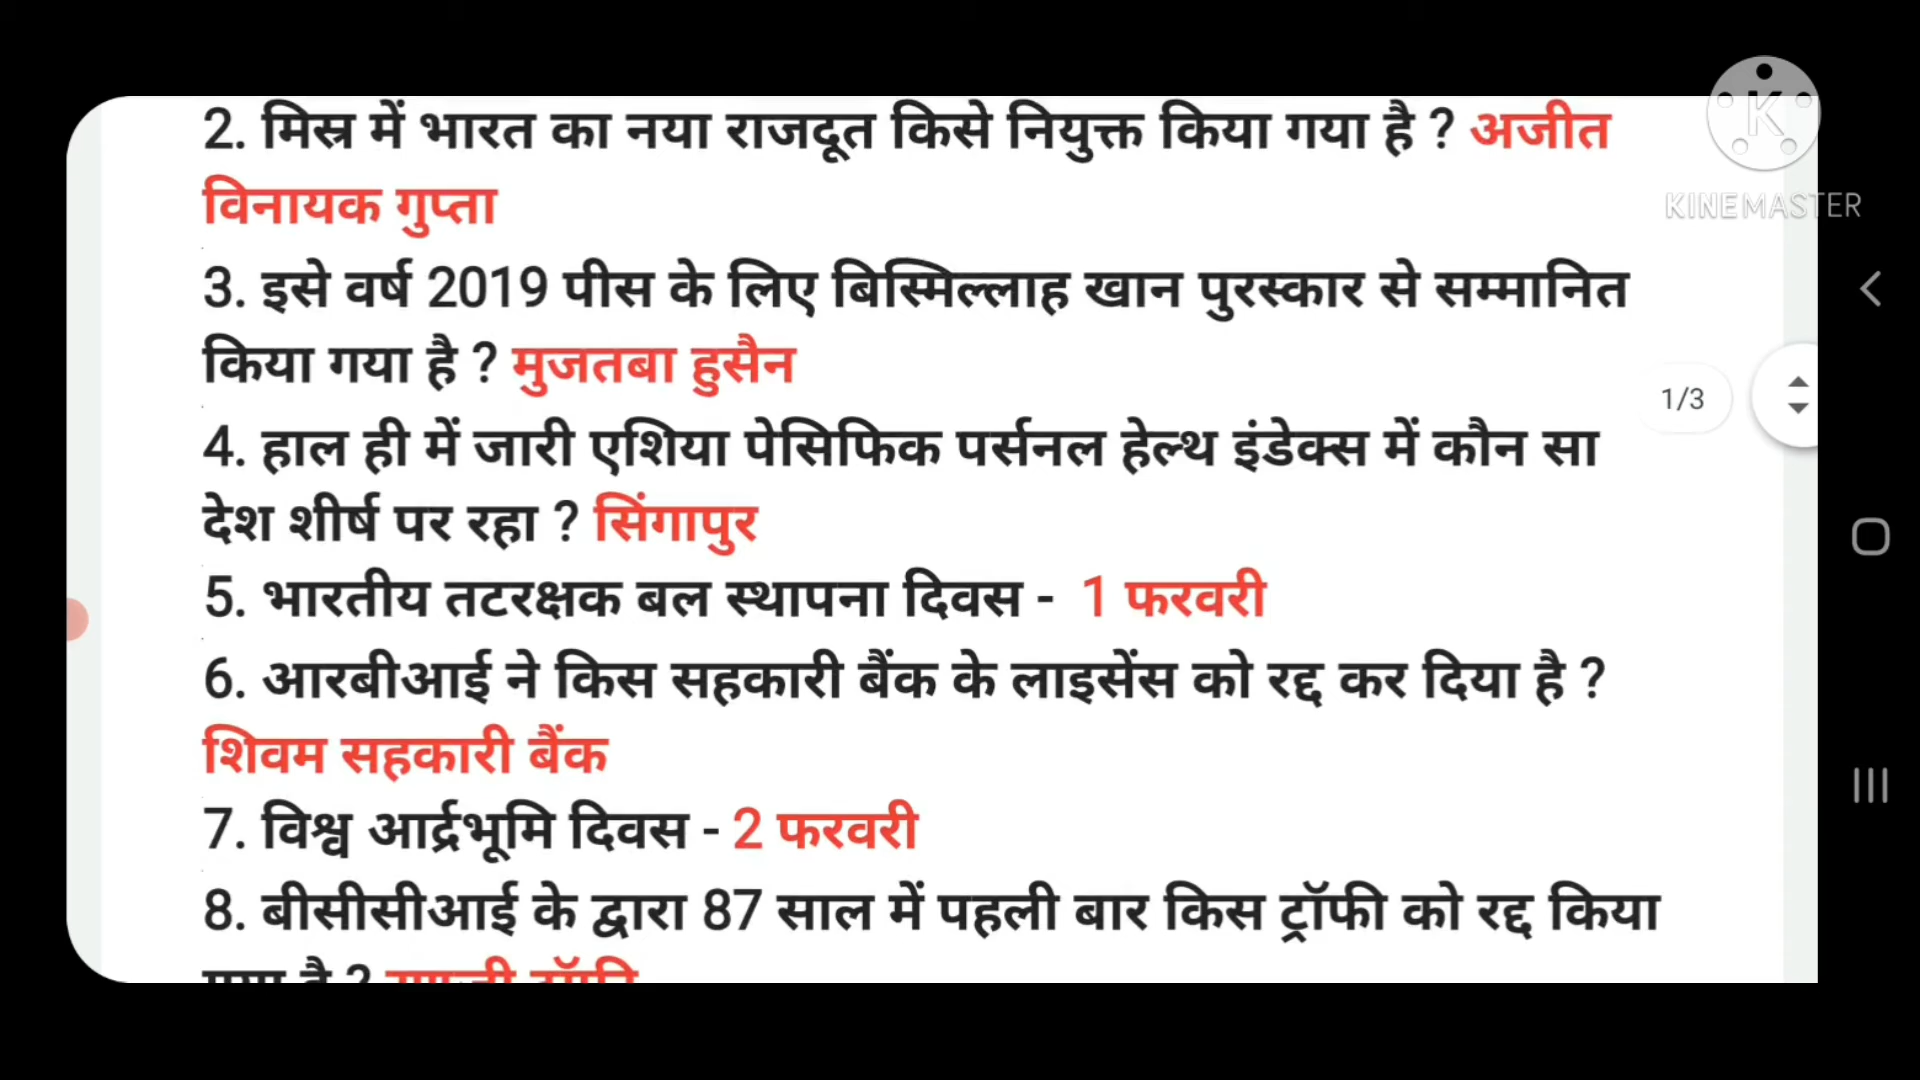 2. मिस्र में भारत का नया राजदूत किसे नियुक्त किया गया है ? अजीत
विनायक गुप्ता
3. इसे वर्ष 2019 पीस के लिए बिस्मिल्लाह खान पुरस्कार से सम्मानित
किया गया है ? मुजतबा हुसैन
4. हाल ही में जारी एशिया पेसिफिक पर्सनल हेल्थ इंडेक्स में कौन सा
देश शीर्ष पर रहा ? सिंगापुर
5. भारतीय तटरक्षक बल स्थापना दिवस - 1 फरवरी
6. आरबीआई ने किस सहकारी बैंक के लाइसेंस को रद्द कर दिया है ?
शिवम सहकारी बैंक
7. विश्व आर्द्रभूमि दिवस - 2 फरवरी
8. बीसीसीआई के द्वारा 87 साल में पहली बार किस ट्रॉफी को रद्द किया
K
KINEMASTER
1/3